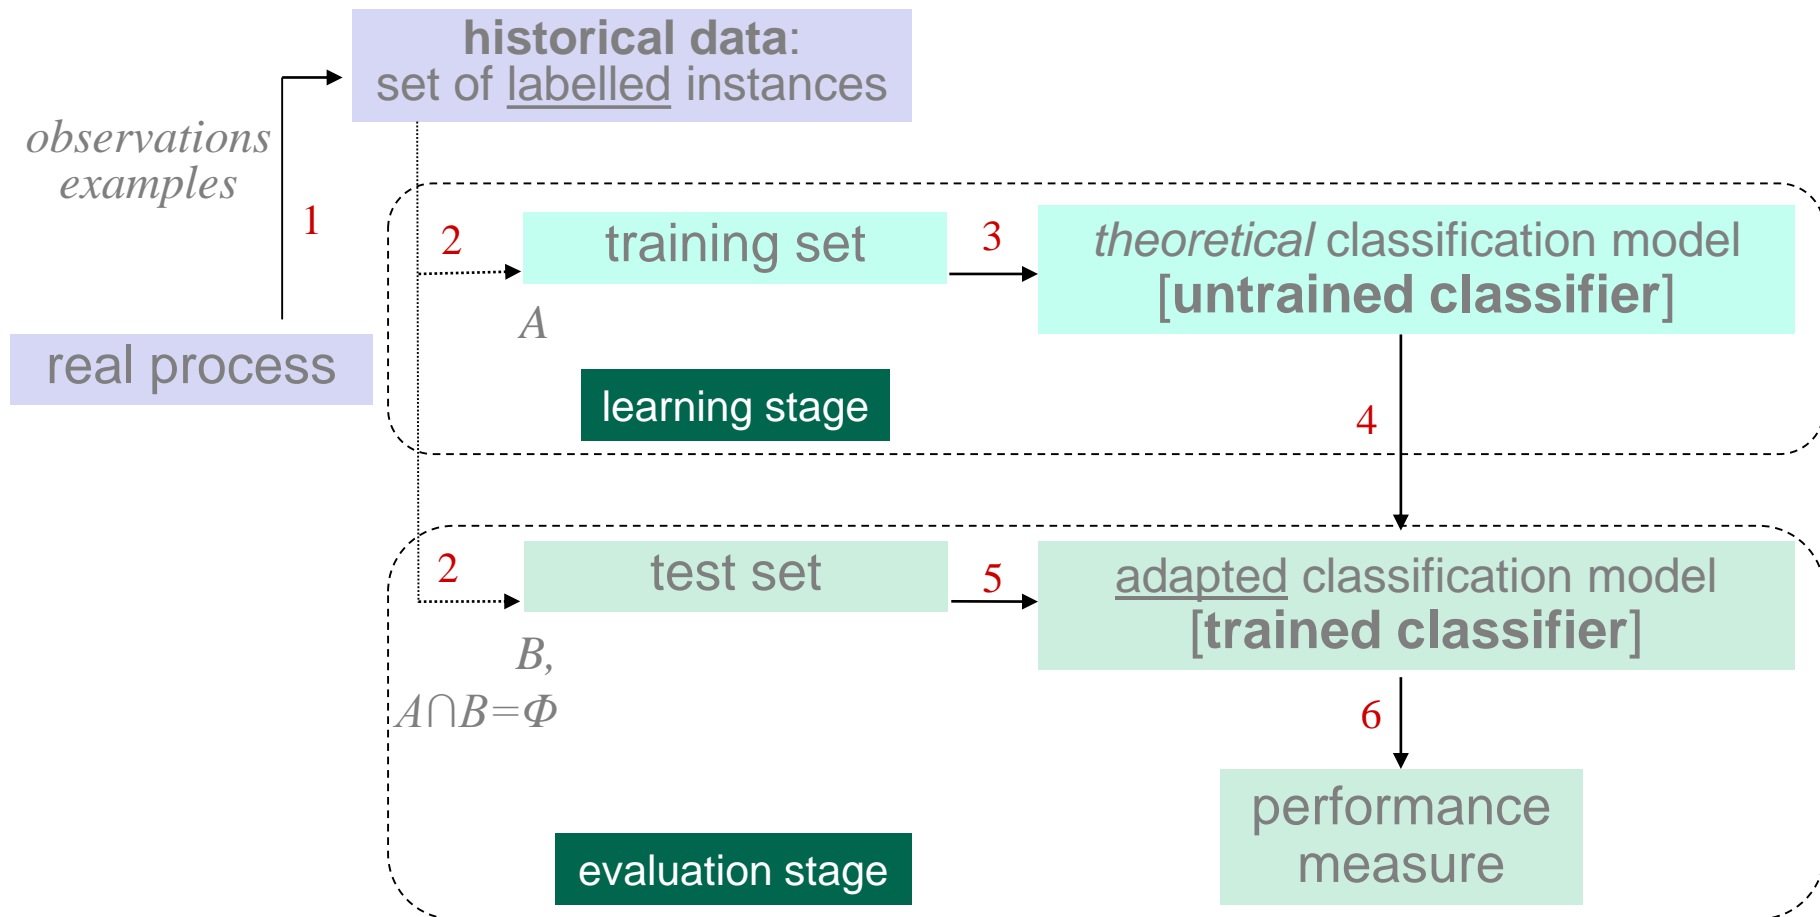 historical data:
set of labelled instances
observations
examples
1
real process
2
training set
A
3
theoretical classification model
[untrained classifier]
learning stage
4
2
test set
B,
A∩B=Φ
5
adapted classification model
[trained classifier]
6
performance
measure
evaluation stage